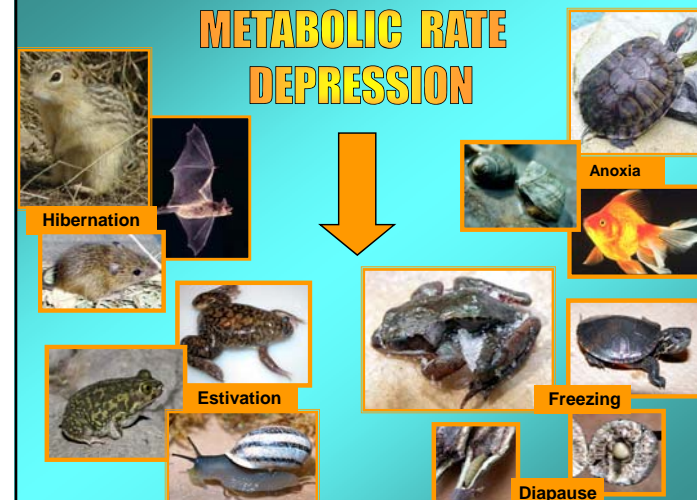 METABOLIC RATE
DEPRESSION
Anoxia
Hibernation
Estivation
Freezing
Diapause